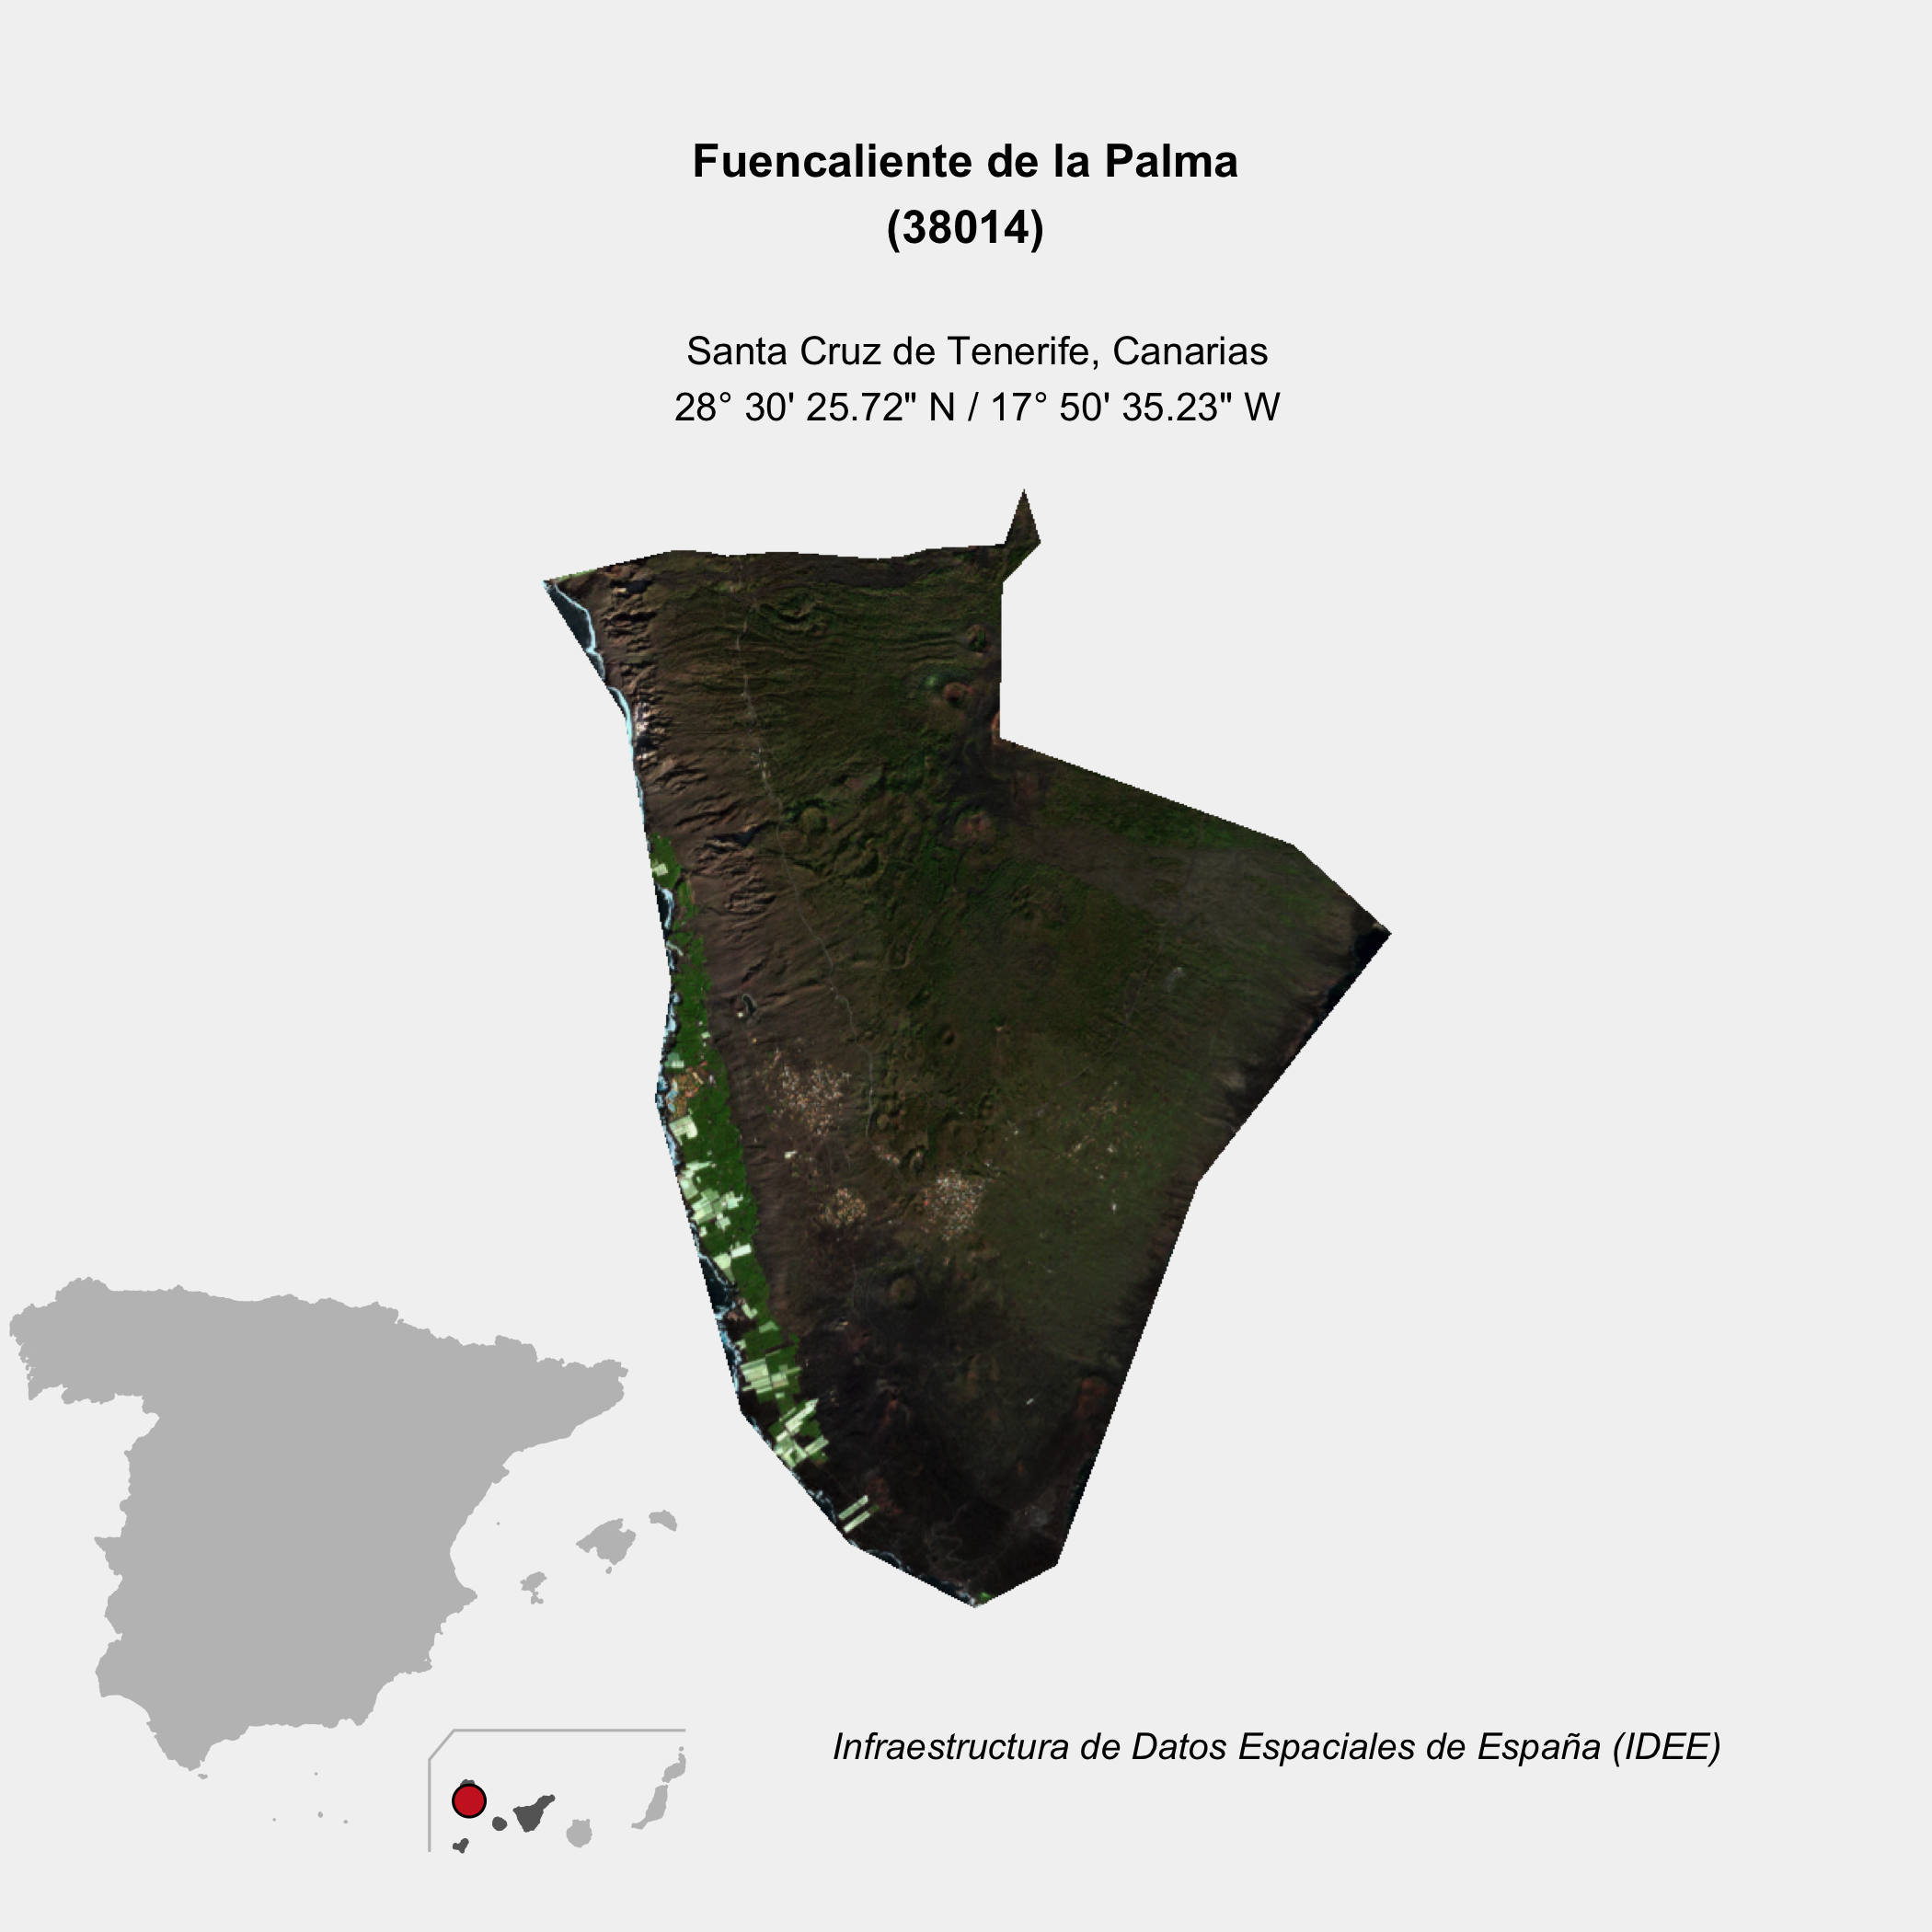 Fuencaliente de la Palma
(38014)
Santa Cruz de Tenerife, Canarias
28° 30' 25.72" N / 17° 50' 35.23" W
Infraestructura de Datos Espaciales de España (IDEE)